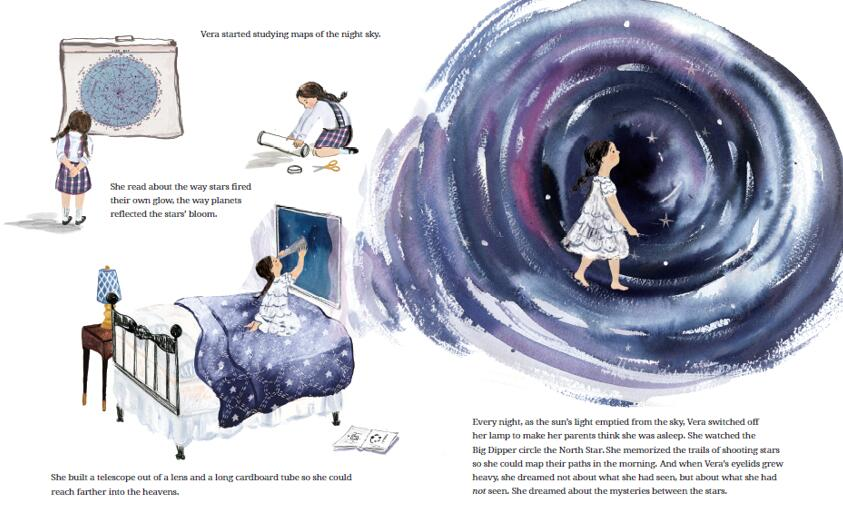 Vera started studying maps of the night sky.
She read about the way stars fired
their own glow, the way planets
reflected the stars’ bloom.
She built a telescope out of a lens and a long cardboard tube so she could
reach farther into the heavens.
Every night, as the sun’s light emptied from the sky, Vera switched off
her lamp to make her parents think she was asleep. She watched the
Big Dipper circle the North Star. She memorized the trails of shooting stars
so she could map their paths in the morning. And when Vera’s eyelids grew
heavy, she dreamed not about what she had seen, but about what she had
not seen. She dreamed about the mysteries between the stars.